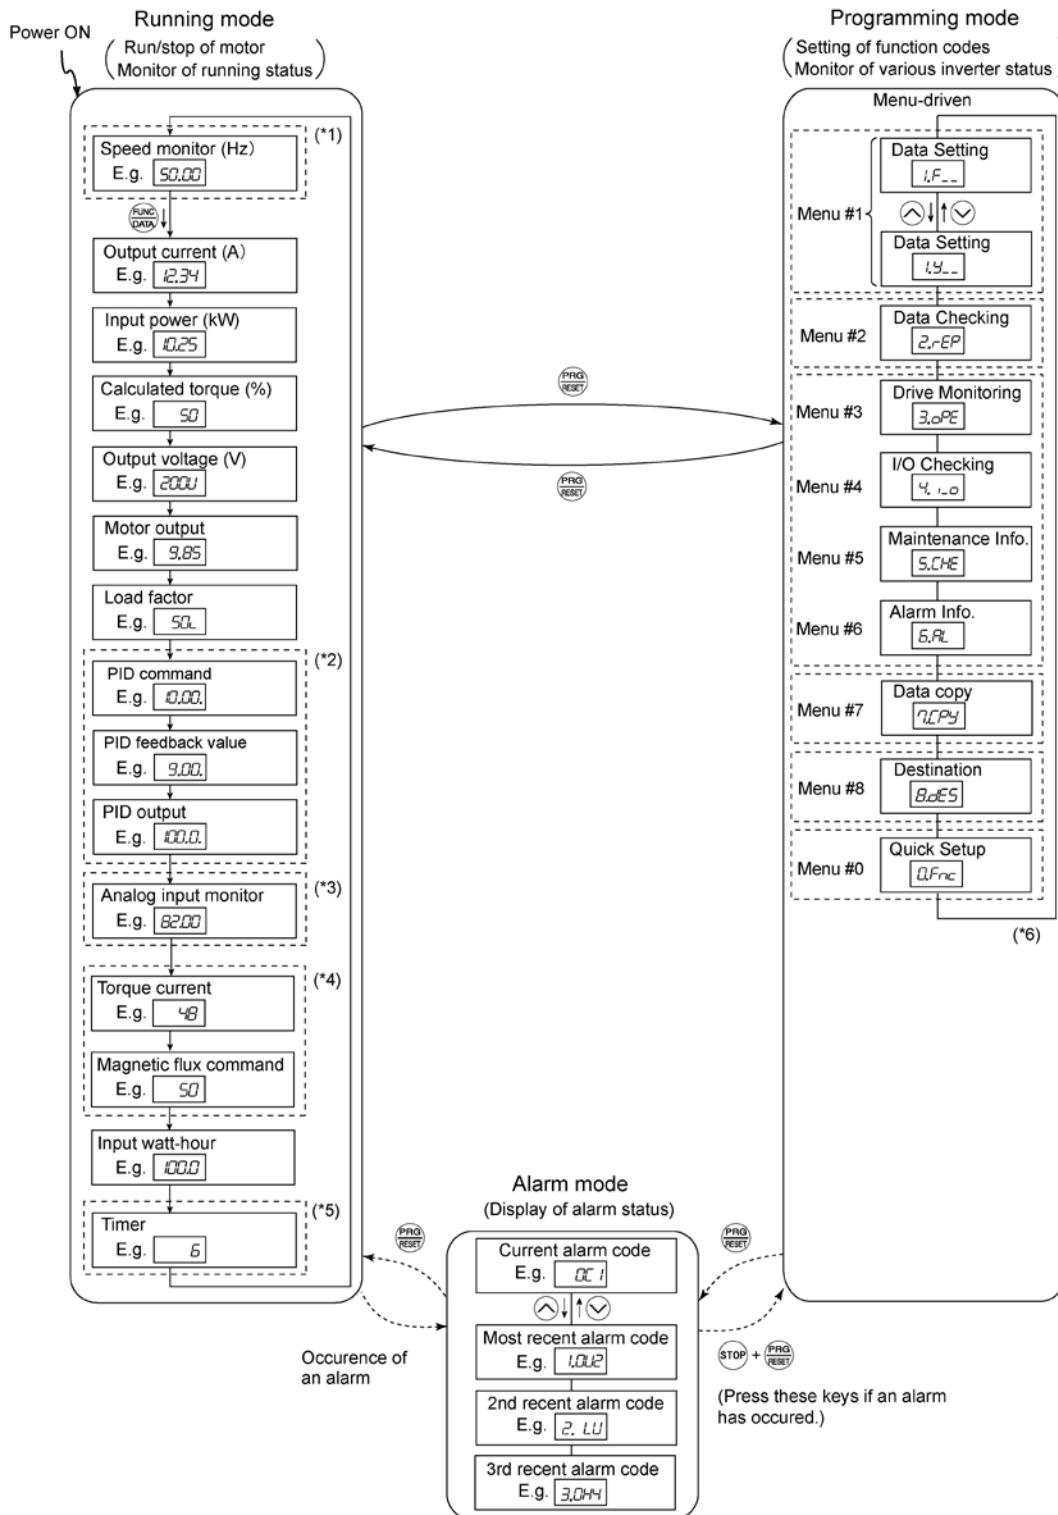 Power ON
Running mode
Run/stop of motor
Monitor of running status
(*1)
Speed monitor (Hz)
E.g. 50.00
FUNC
DATA
Output current (A)
E.g. 12.34
Input power (kW)
E.g. 10.25
Calculated torque (%)
E.g. 50
Output voltage (V)
E.g. 200U
Motor output
E.g. 9.85
Load factor
E.g. 50L
(*2)
PID command
E.g. 10.00.
PID feedback value
E.g. 9.00.
PID output
E.g. 100.0.
(*3)
Analog input monitor
E.g. 82.00
(*4)
Torque current
E.g. 48
Magnetic flux command
E.g. 50
Input watt-hour
E.g. 100.0
(*5)
Timer
E.g. 6
PRG
RESET
PRG
RESET
Programming mode
Setting of function codes
Monitor of various inverter status
Menu-driven
Menu #1
Data Setting
1.F__
Data Setting
1.y__
Menu #2
Data Checking
2.rEP
Menu #3
Drive Monitoring
3.oPE
Menu #4
I/O Checking
4.i_o
Menu #5
Maintenance Info.
5.CHE
Menu #6
Alarm Info.
6.AL
Menu #7
Data copy
7.CPY
Menu #8
Destination
8.dES
Menu #0
Quick Setup
0.Fnc
(*6)
Alarm mode
(Display of alarm status)
PRG
RESET
PRG
RESET
Current alarm code
E.g. OC1
Most recent alarm code
E.g. 1.OU2
2nd recent alarm code
E.g. 2. LU
3rd recent alarm code
E.g. 3.OH4
Occurence of
an alarm
STOP + PRG
RESET
(Press these keys if an alarm
has occured.)